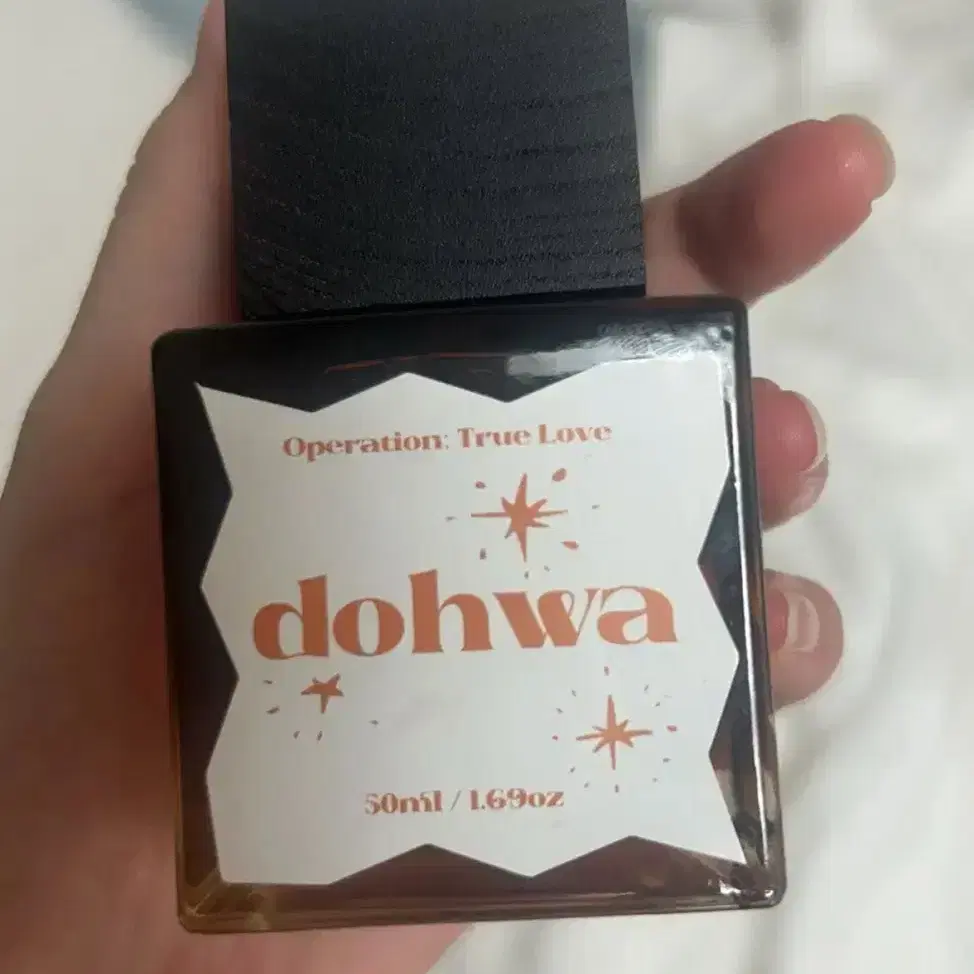 Operation: True Love
dohwa
50ml / 1.69oz